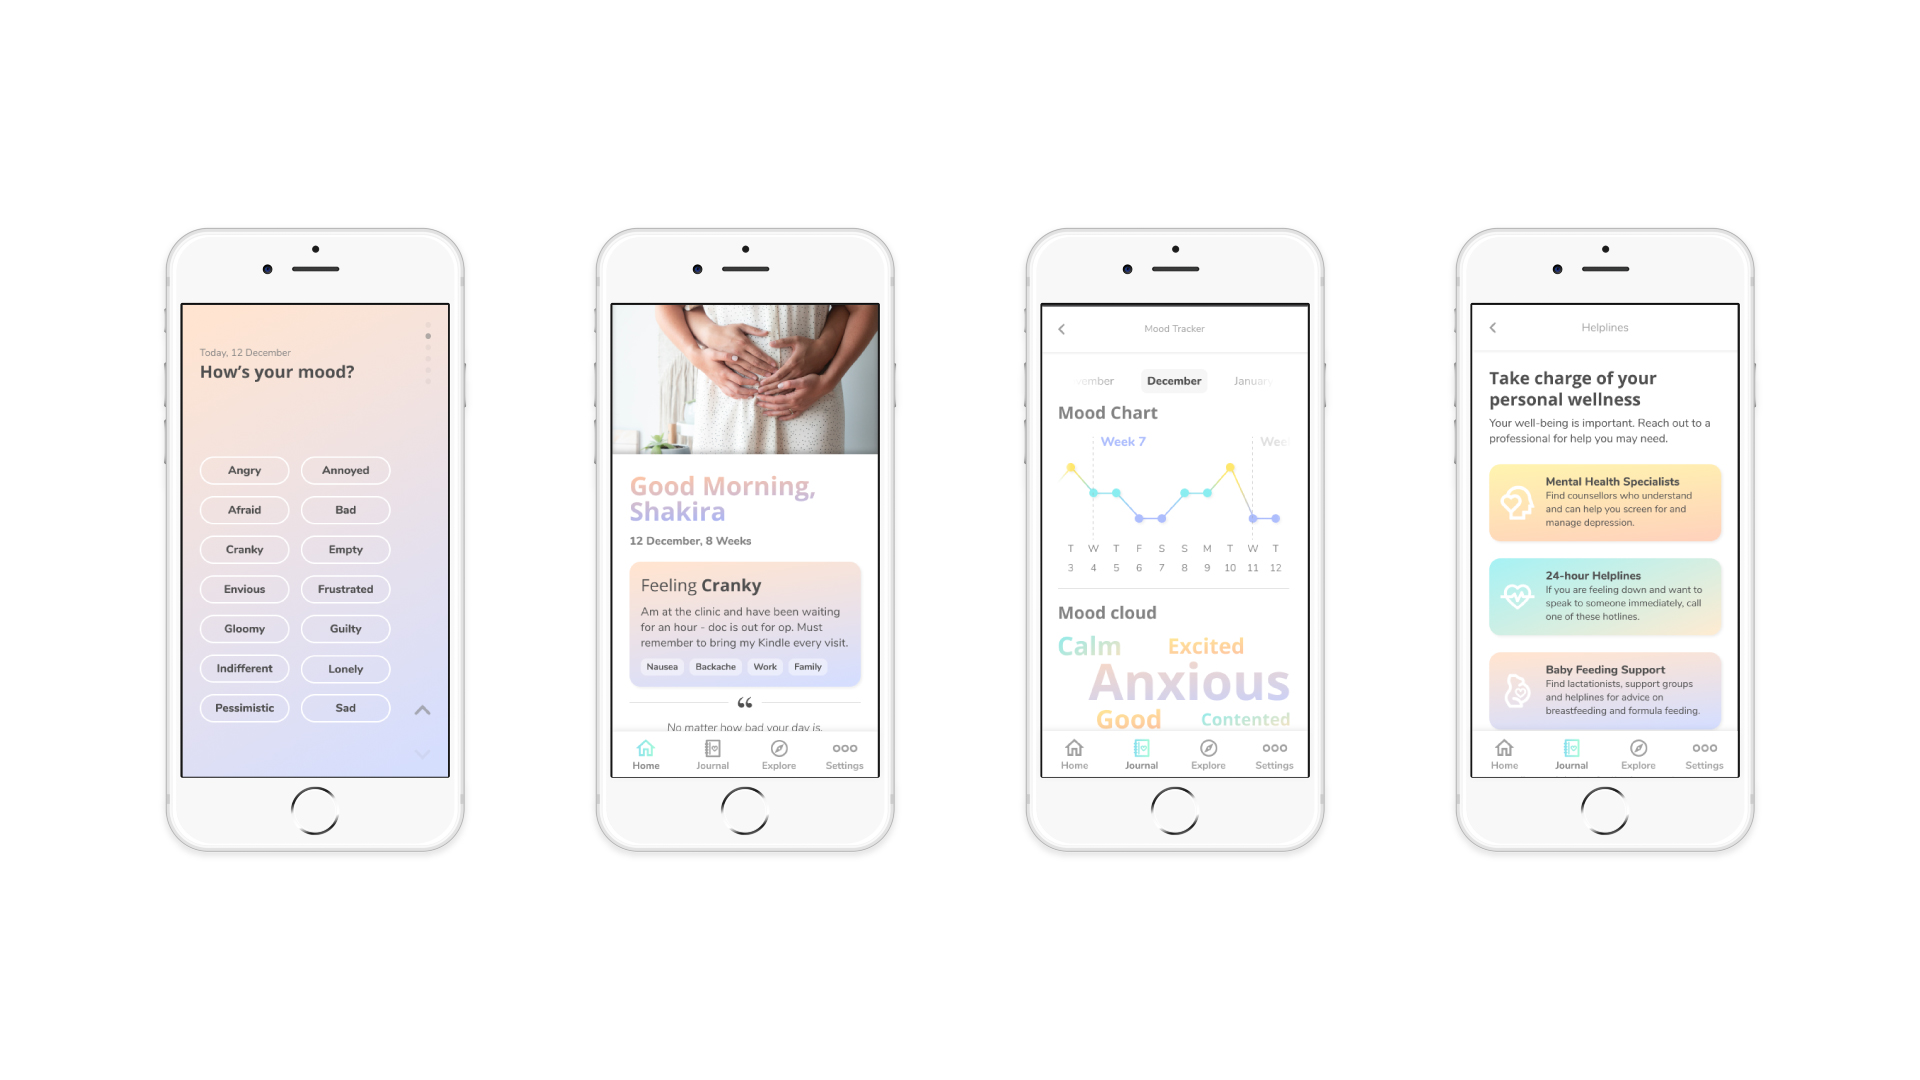 Today, 12 December
How's your mood?
Angry
Annoyed
Afraid
Bad
Cranky
Empty
Envious
Frustrated
Gloomy
Guilty
Indifferent
Lonely
Pessimistic
Sad
Good Morning,
Shakira
12 December, 8 Weeks
Feeling Cranky
Am at the clinic and have been waiting
for an hour - doc is out for op. Must
remember to bring my Kindle every visit.
Nausea
Backache
Work
Family
“
No matter how bad your day is,
Home
Journal
Explore
Settings
Mood Tracker
vember
December
Januar
Mood Chart
Week 7
Wee
T W T F S S M T W T
3 4 5 6 7 8 9 10 11 12
Mood cloud
Calm
Excited
Anxious
Good
Contented
Home
Journal
Explore
Settings
Helplines
Take charge of your
personal wellness
Your well-being is important. Reach out to a
professional for help you may need.
Mental Health Specialists
Find counsellors who understand
and can help you screen for and
manage depression.
24-hour Helplines
If you are feeling down and want to
speak to someone immediately, call
one of these hotlines.
Baby Feeding Support
Find lactationists, support groups
and helplines for advice on
breastfeeding and formula feeding.
Home
Journal
Explore
Settings